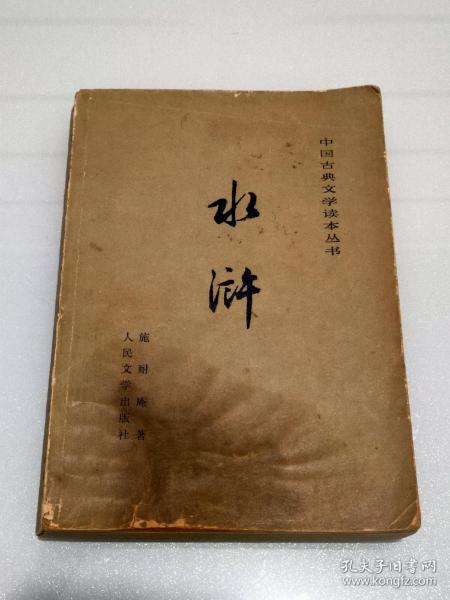 中国古典文学读本丛书
水浒
施耐庵著
人民文学出版社
孔夫子旧书网
www.kongfz.com